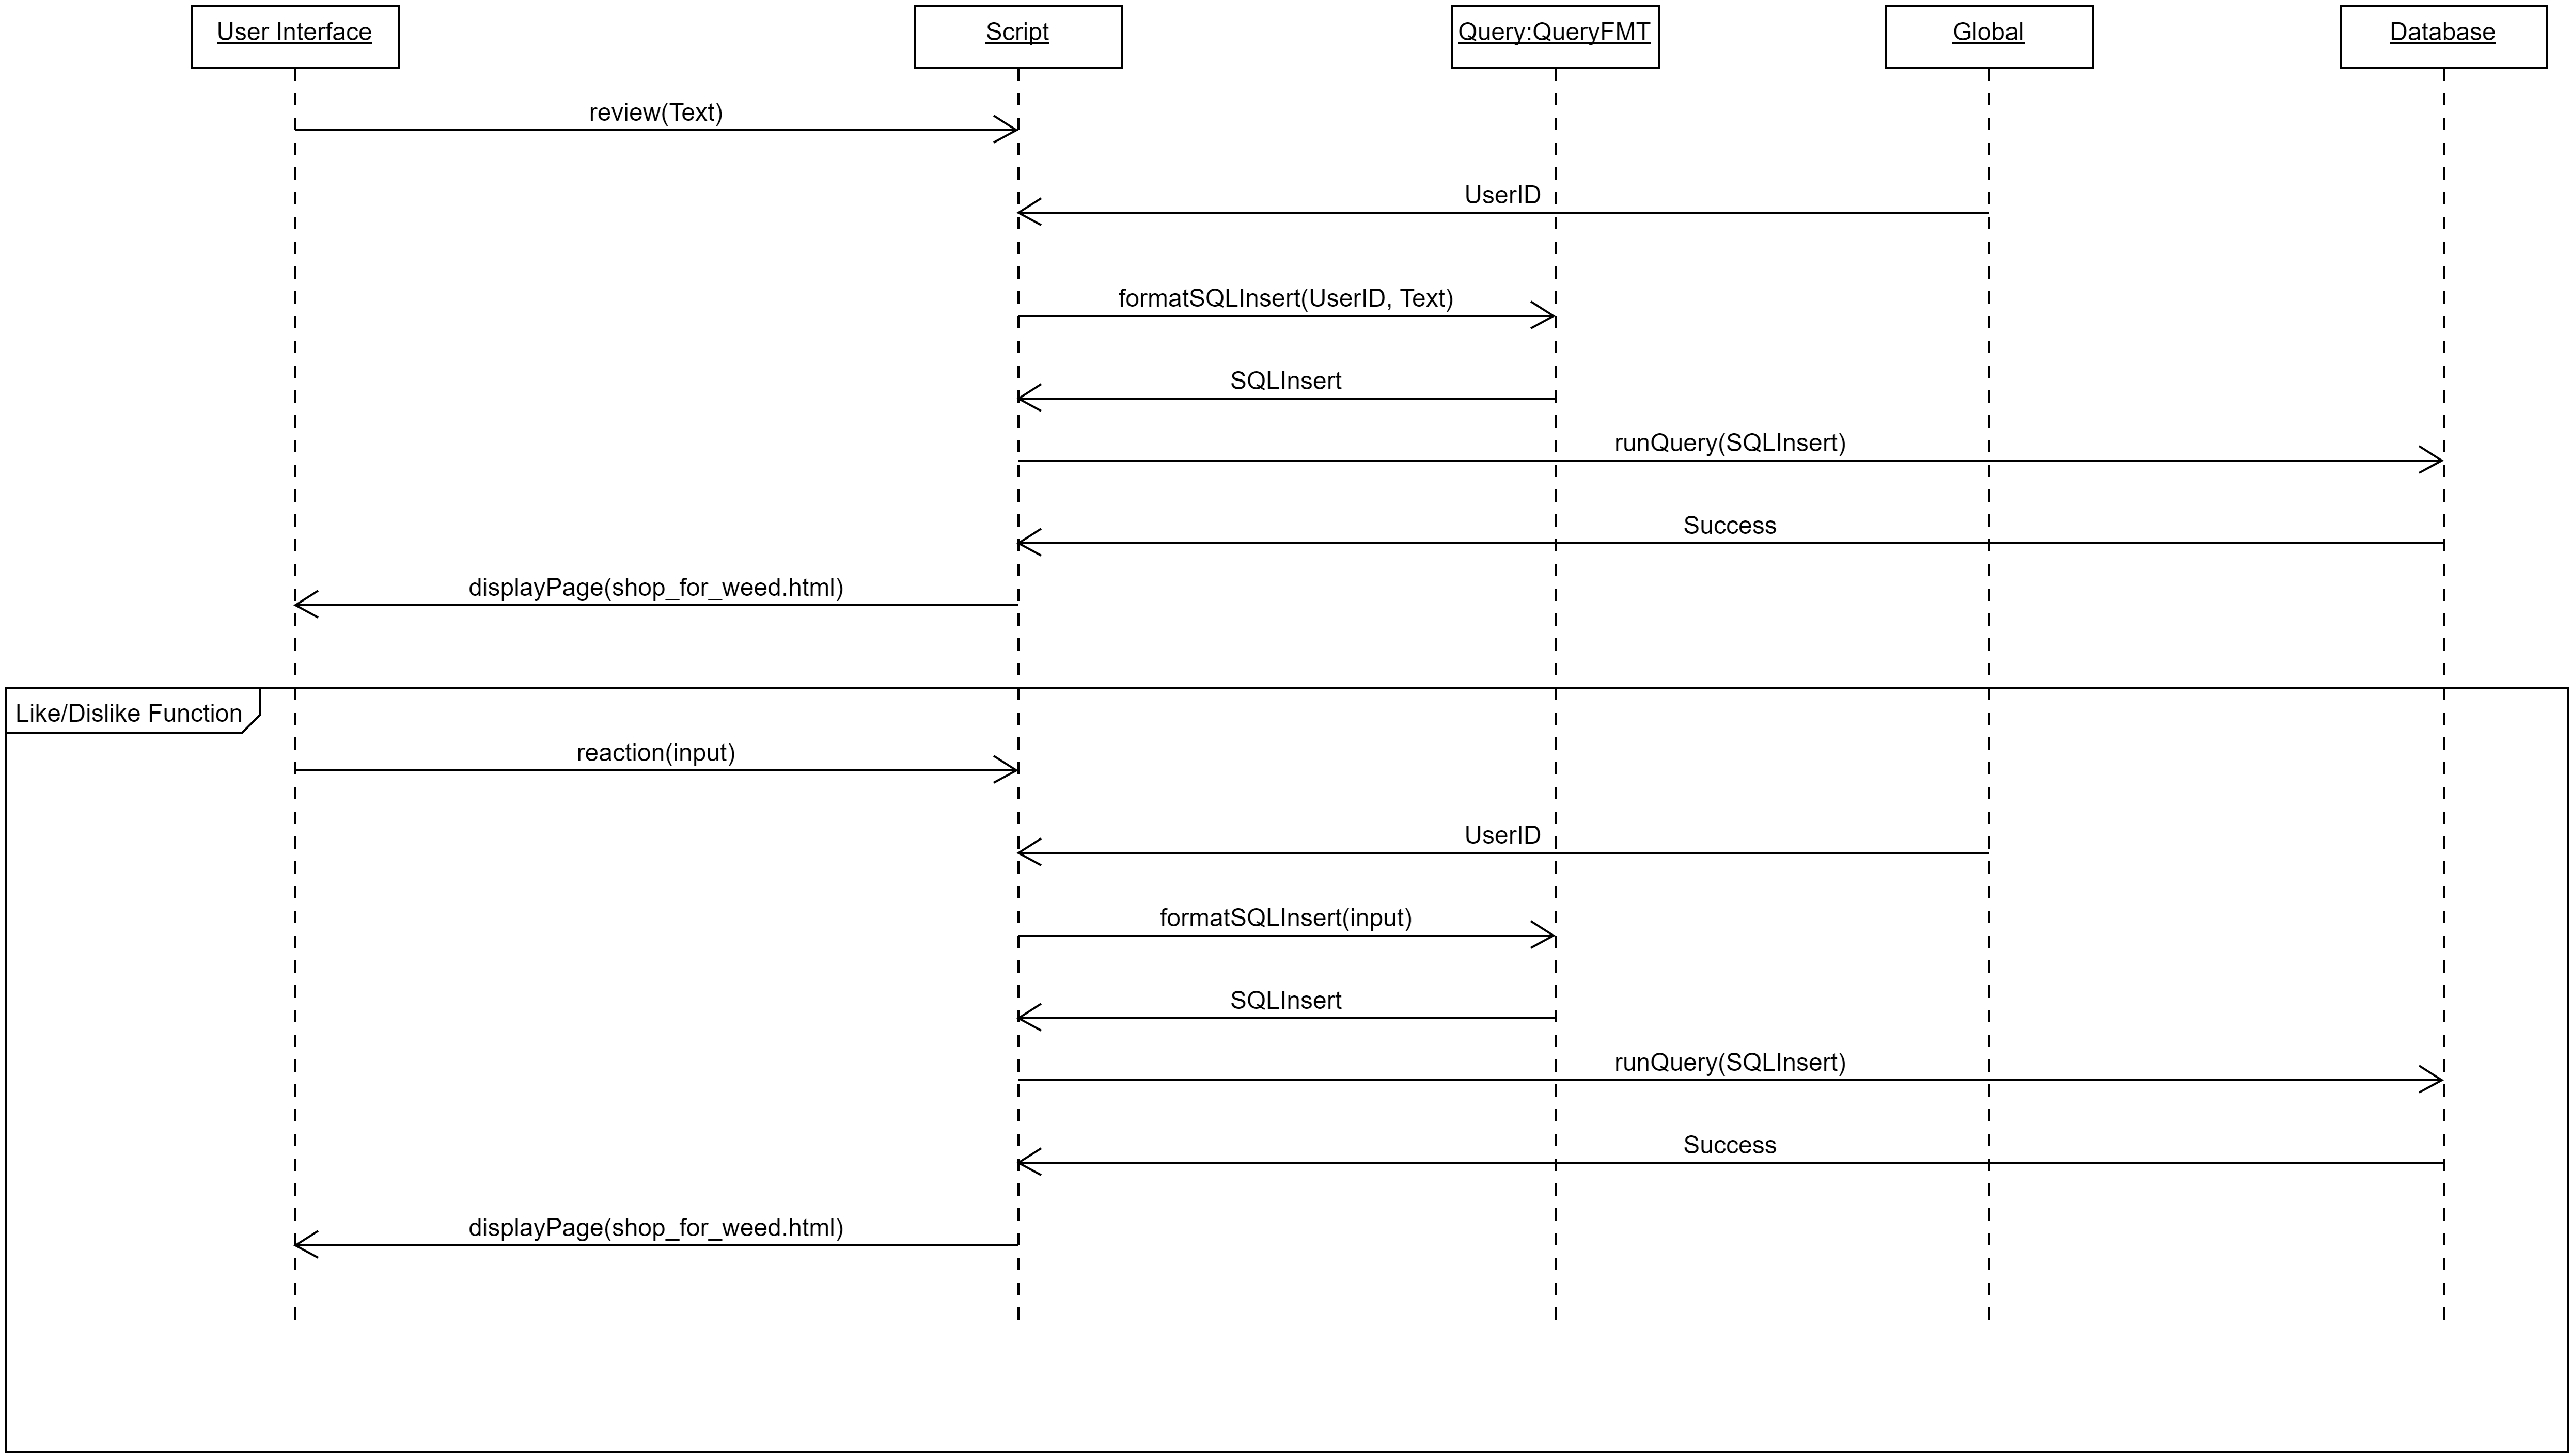 User Interface
Script
Query:QueryFMT
Global
Database
review(Text)
UserID
formatSQLInsert(UserID, Text)
SQLInsert
runQuery(SQLInsert)
Success
displayPage(shop_for_weed.html)
Like/Dislike Function
reaction(input)
UserID
formatSQLInsert(input)
SQLInsert
runQuery(SQLInsert)
Success
displayPage(shop_for_weed.html)